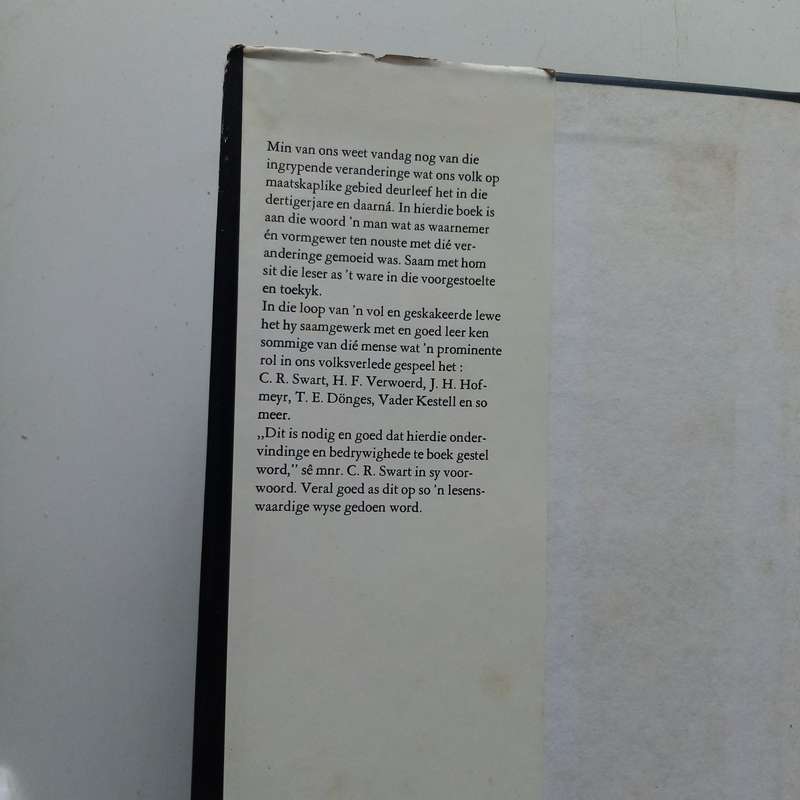 Min van ons weet vandag nog van die
ingrypende veranderinge wat ons volk op
maatskaplike gebied deurleef het in die
dertigerjare en daarná. In hierdie boek is
aan die woord 'n man wat as waarnemer
én vormgewer ten nouste met dié ver-
anderinge gemoeid was. Saam met hom
sit die leser as 't ware in die voorgestoelte
en toekyk.
In die loop van 'n vol en geskakeerde lewe
het hy saamgewerk met en goed leer ken
sommige van dié mense wat 'n prominente
rol in ons volksverlede gespeel het :
C. R. Swart, H. F. Verwoerd, J. H. Hof-
meyr, T. E. Dönges, Vader Kestell en so
meer.
„Dit is nodig en goed dat hierdie onder-
vindinge en bedrywighede te boek gestel
word,” sê mnr. C. R. Swart in sy voor-
woord. Veral goed as dit op so 'n lesens-
waardige wyse gedoen word.